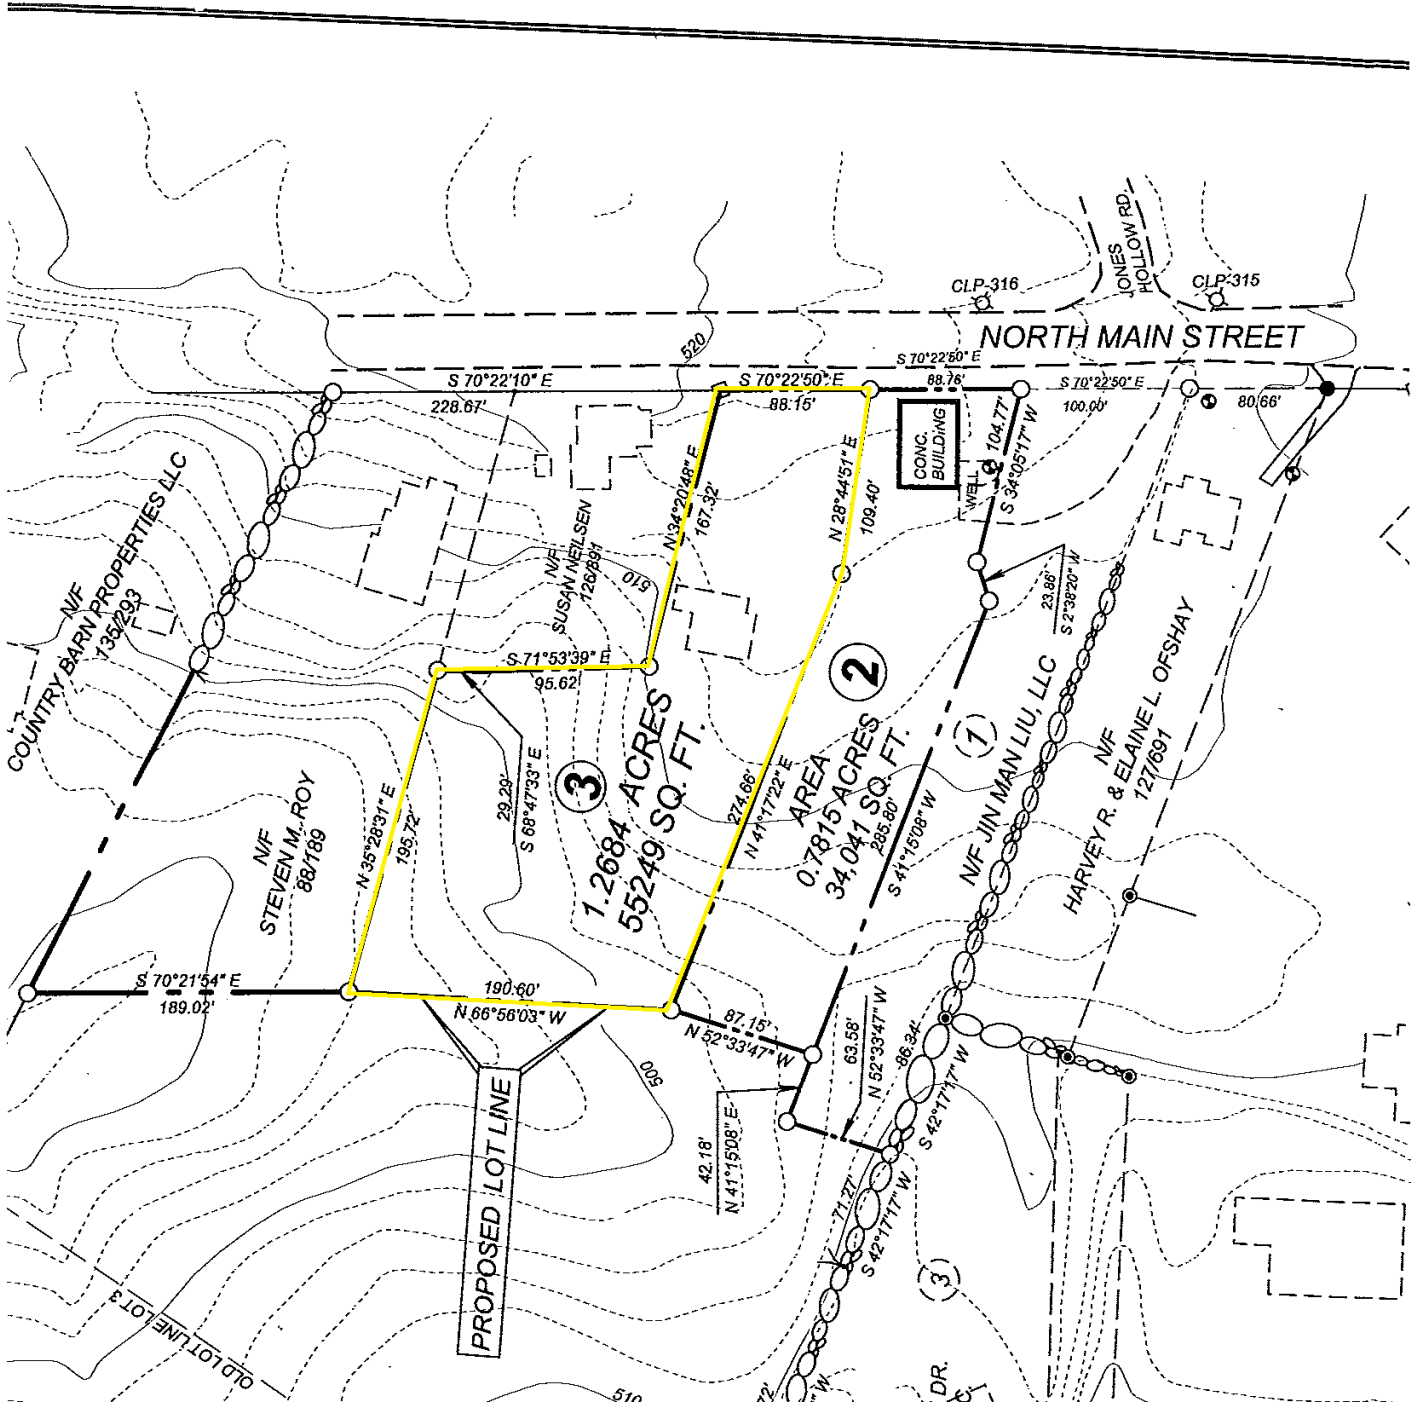 CLP-316
CLP-315
JONES
HOLLOW RD.
NORTH MAIN STREET
520
S 70°22'10" E
228.67'
S 70°22'50" E
88.15'
S 70°22'50" E
88.76'
S 70°22'50" E
100.00'
80.66'
CONC.
BUILDING
WELL
104.77'
S 34°05'17" W
N 34°20'48" E
167.32'
N 28°44'51" E
109.40'
N/F
COUNTRY BARN PROPERTIES LLC
135/293
N/F
SUSAN NEILSEN
126/891
510
23.86'
S 2°38'20" W
S 71°53'39" E
95.62'
29.29'
S 68°47'33" E
N/F
STEVEN M. ROY
88/189
N 35°28'31" E
195.72'
3
1.2684 ACRES
55249 SQ. FT.
274.66'
N 41°17'22" E
2
AREA
0.7815 ACRES
34,041 SQ. FT.
285.80'
S 41°15'08" W
1
N/F JIN MAN LIU, LLC
N/F
HARVEY R. & ELAINE L. OFSHAY
127/691
S 70°21'54" E
189.02'
190.60'
N 66°56'03" W
87.15'
N 52°33'47" W
63.58'
N 52°33'47" W
86.34'
S 42°17'17" W
42.18'
N 41°15'08" E
500
PROPOSED LOT LINE
71.27'
S 42°17'17" W
3
OLD LOT LINE LOT 3
510
DR.